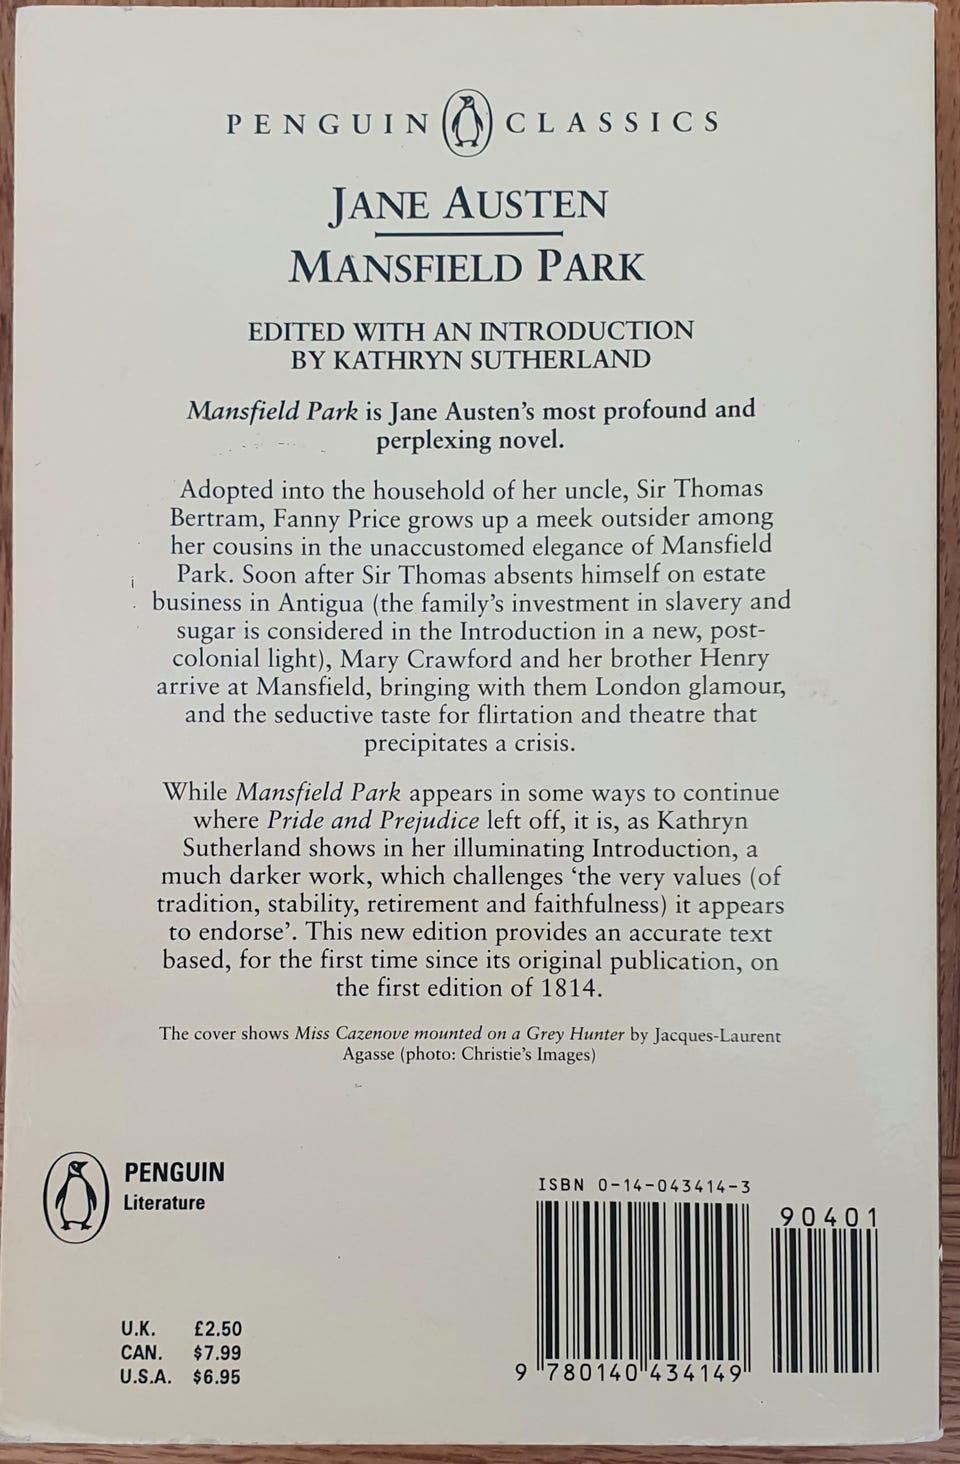 PENGUIN CLASSICS
JANE AUSTEN
MANSFIELD PARK
EDITED WITH AN INTRODUCTION
BY KATHRYN SUTHERLAND
Mansfield Park is Jane Austen's most profound and
perplexing novel.
Adopted into the household of her uncle, Sir Thomas
Bertram, Fanny Price grows up a meek outsider among
her cousins in the unaccustomed elegance of Mansfield
Park. Soon after Sir Thomas absents himself on estate
business in Antigua (the family's investment in slavery and
sugar is considered in the Introduction in a new, post-
colonial light), Mary Crawford and her brother Henry
arrive at Mansfield, bringing with them London glamour,
and the seductive taste for flirtation and theatre that
precipitates a crisis.
While Mansfield Park appears in some ways to continue
where Pride and Prejudice left off, it is, as Kathryn
Sutherland shows in her illuminating Introduction, a
much darker work, which challenges 'the very values (of
tradition, stability, retirement and faithfulness) it appears
to endorse'. This new edition provides an accurate text
based, for the first time since its original publication, on
the first edition of 1814.
The cover shows Miss Cazenove mounted on a Grey Hunter by Jacques-Laurent
Agasse (photo: Christie's Images)
PENGUIN
Literature
ISBN 0-14-043414-3
90401
9 780140 434149
U.K. £2.50
CAN. $7.99
U.S.A. $6.95